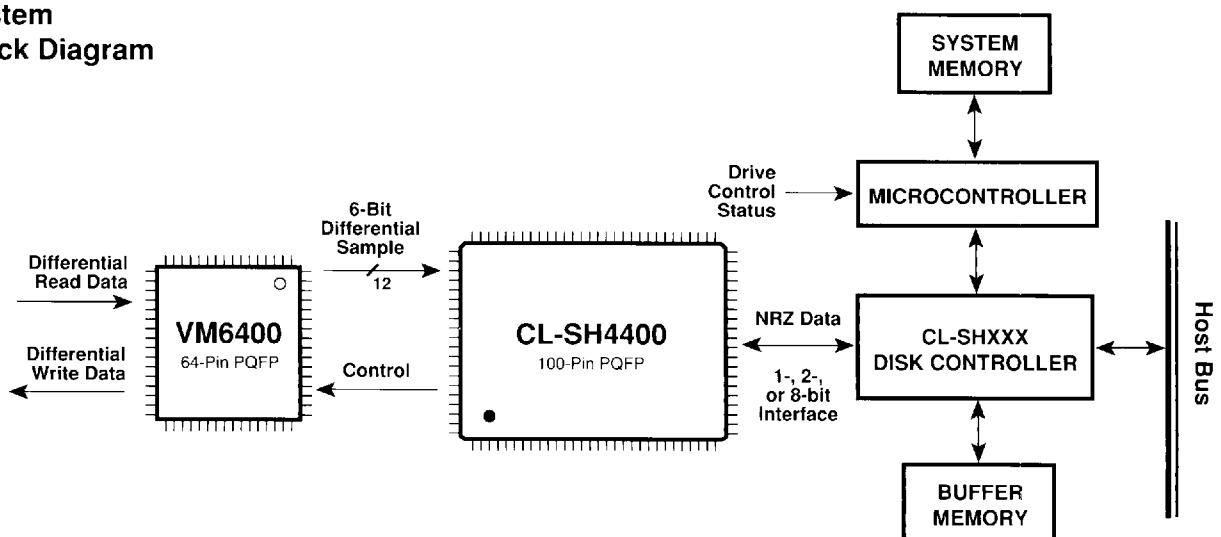 stem
ck Diagram
SYSTEM
MEMORY
Drive
Control
Status
MICROCONTROLLER
6-Bit
Differential
Sample
12
Differential
Read Data
Differential
Write Data
VM6400
64-Pin PQFP
Control
CL-SH4400
100-Pin PQFP
NRZ Data
1-, 2-,
or 8-bit
Interface
CL-SHXXX
DISK CONTROLLER
Host Bus
BUFFER
MEMORY